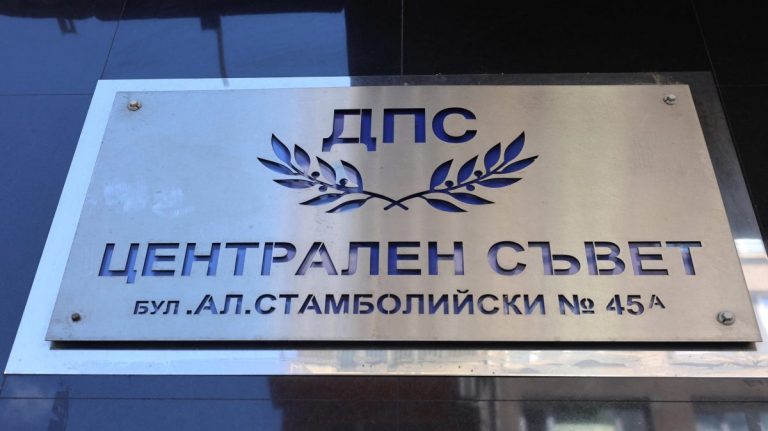 ДПС
ЦЕНТРАЛЕН СЪВЕТ
БУЛ .АЛ.СТАМБОЛИЙСКИ № 45А